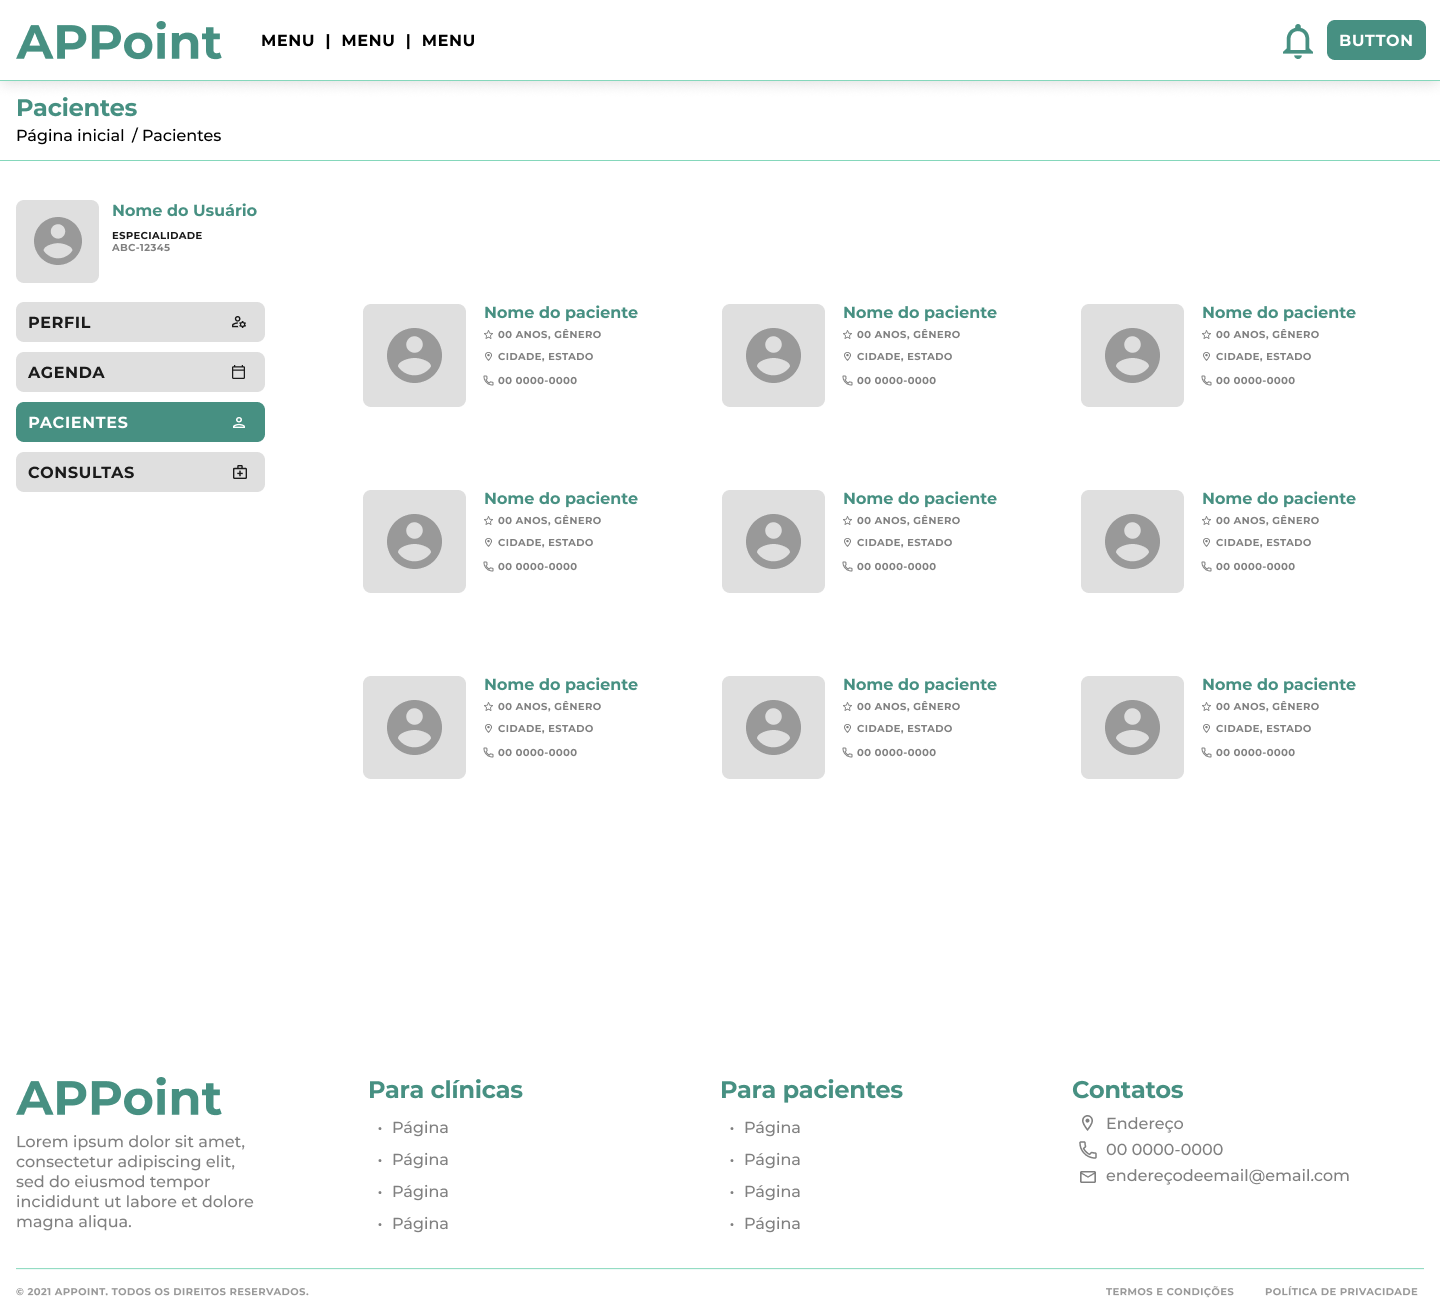 APPoint
MENU | MENU | MENU
BUTTON
Pacientes
Página inicial / Pacientes
Nome do Usuário
ESPECIALIDADE
ABC-12345
PERFIL
AGENDA
PACIENTES
CONSULTAS
Nome do paciente
00 ANOS, GÊNERO
CIDADE, ESTADO
00 0000-0000
Nome do paciente
00 ANOS, GÊNERO
CIDADE, ESTADO
00 0000-0000
Nome do paciente
00 ANOS, GÊNERO
CIDADE, ESTADO
00 0000-0000
Nome do paciente
00 ANOS, GÊNERO
CIDADE, ESTADO
00 0000-0000
Nome do paciente
00 ANOS, GÊNERO
CIDADE, ESTADO
00 0000-0000
Nome do paciente
00 ANOS, GÊNERO
CIDADE, ESTADO
00 0000-0000
Nome do paciente
00 ANOS, GÊNERO
CIDADE, ESTADO
00 0000-0000
Nome do paciente
00 ANOS, GÊNERO
CIDADE, ESTADO
00 0000-0000
Nome do paciente
00 ANOS, GÊNERO
CIDADE, ESTADO
00 0000-0000
APPoint
Lorem ipsum dolor sit amet,
consectetur adipiscing elit,
sed do eiusmod tempor
incididunt ut labore et dolore
magna aliqua.
Para clínicas
• Página
• Página
• Página
• Página
Para pacientes
• Página
• Página
• Página
• Página
Contatos
Endereço
00 0000-0000
endereçodeemail@email.com
© 2021 APPOINT. TODOS OS DIREITOS RESERVADOS.
TERMOS E CONDIÇÕES
POLÍTICA DE PRIVACIDADE